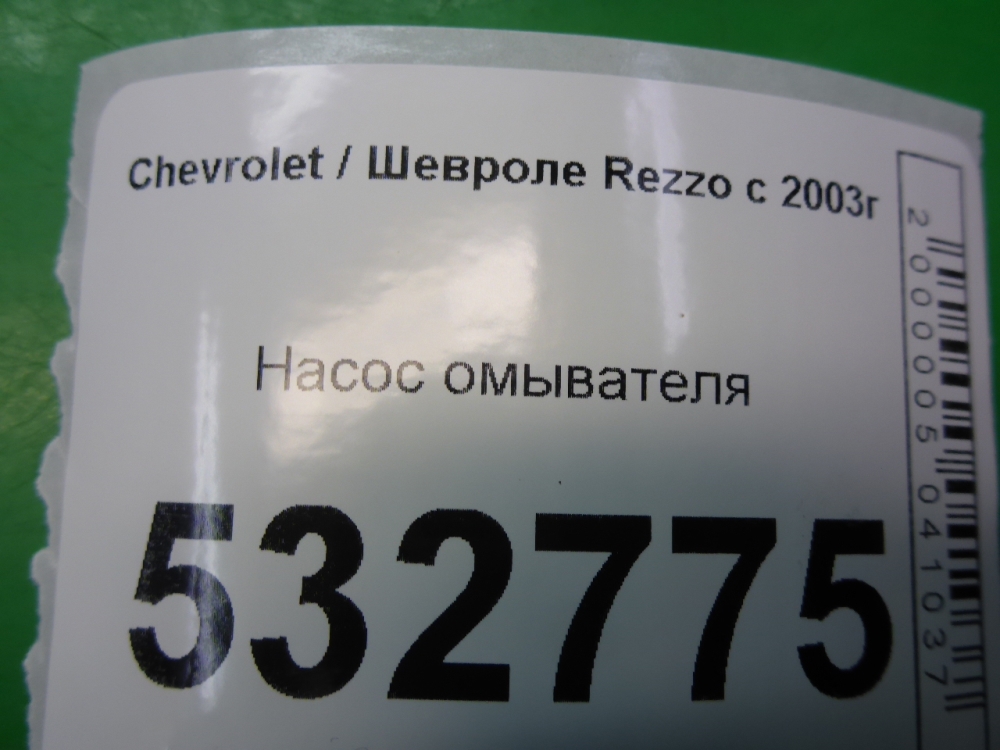 Chevrolet / Шевроле Rezzo с 2003г
Насос омывателя
532775
2000005041037